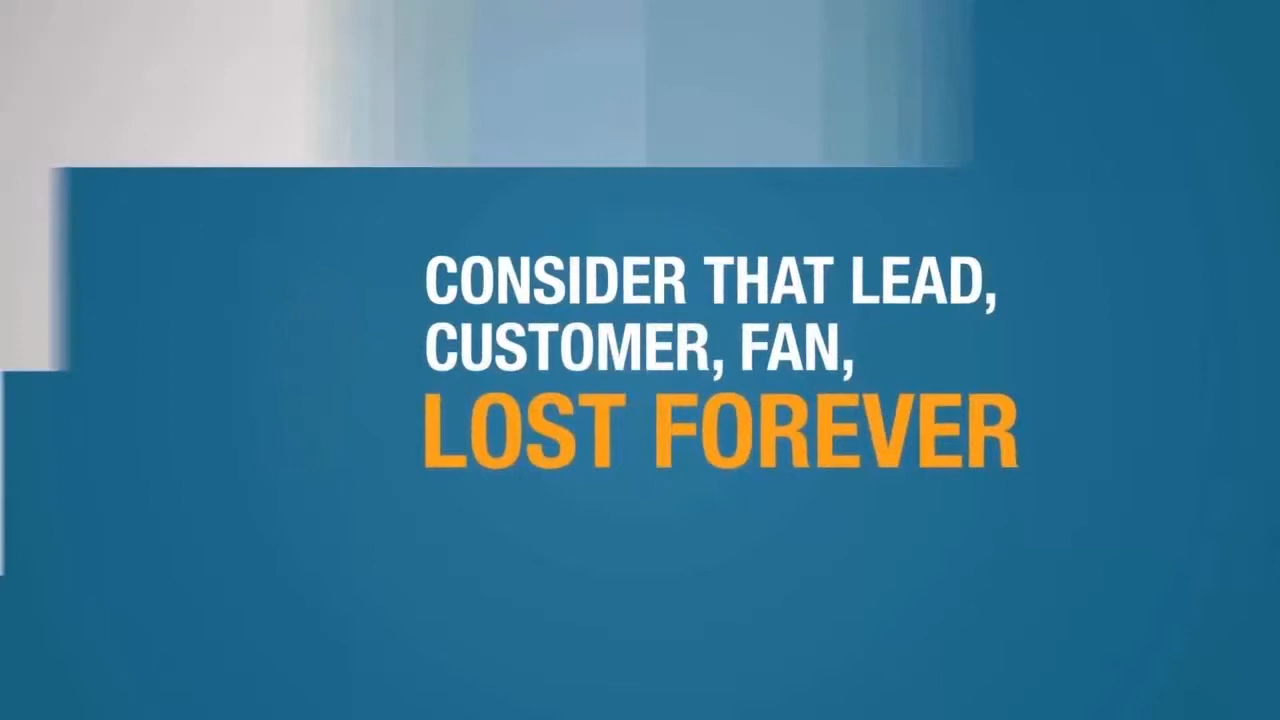 CONSIDER THAT LEAD,
CUSTOMER, FAN,
LOST FOREVER